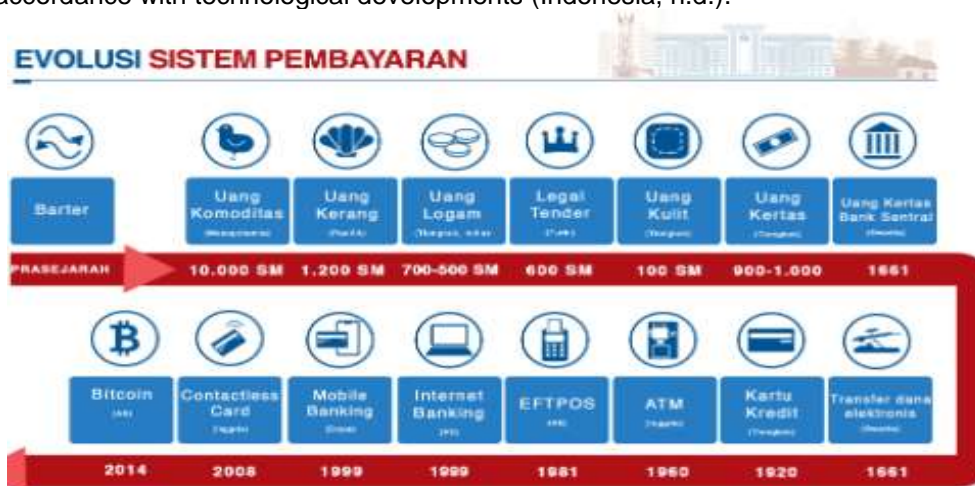 accordance with technological developments (Indonesia, n.d.).
EVOLUSI SISTEM PEMBAYARAN
Barter
Uang Komoditas
Uang Kerang
Uang Logam
Legal Tender
Uang Kulit
Uang Kertas
Uang Kertas Bank Sentral
PRASEJARAH 10.000 SM 1.200 SM 700-500 SM 600 SM 100 SM 900-1.000 1661
Bitcoin
Contactless Card
Mobile Banking
Internet Banking
EFTPOS
ATM
Kartu Kredit
Transfer dana elektronis
2014 2008 1999 1999 1981 1960 1920 1661